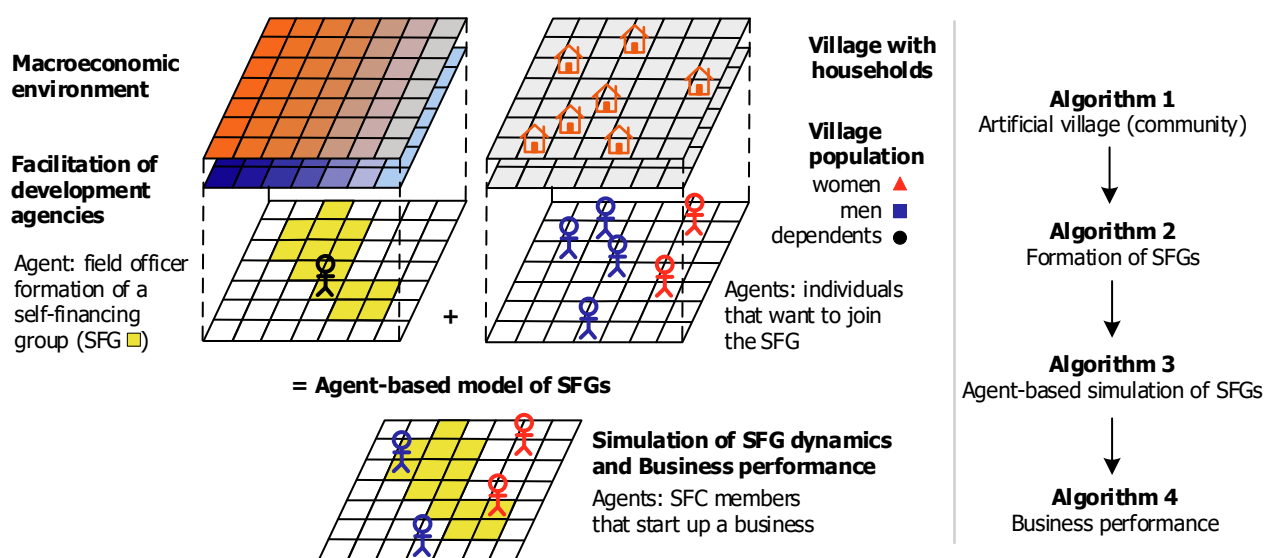 Macroeconomic
environment
Facilitation of
development
agencies
Agent: field officer
formation of a
self-financing
group (SFG )
+
Village with
households
Village
population
women
men
dependents
Agents: individuals
that want to join
the SFG
= Agent-based model of SFGs
Simulation of SFG dynamics
and Business performance
Agents: SFC members
that start up a business
Algorithm 1
Artificial village (community)
Algorithm 2
Formation of SFGs
Algorithm 3
Agent-based simulation of SFGs
Algorithm 4
Business performance